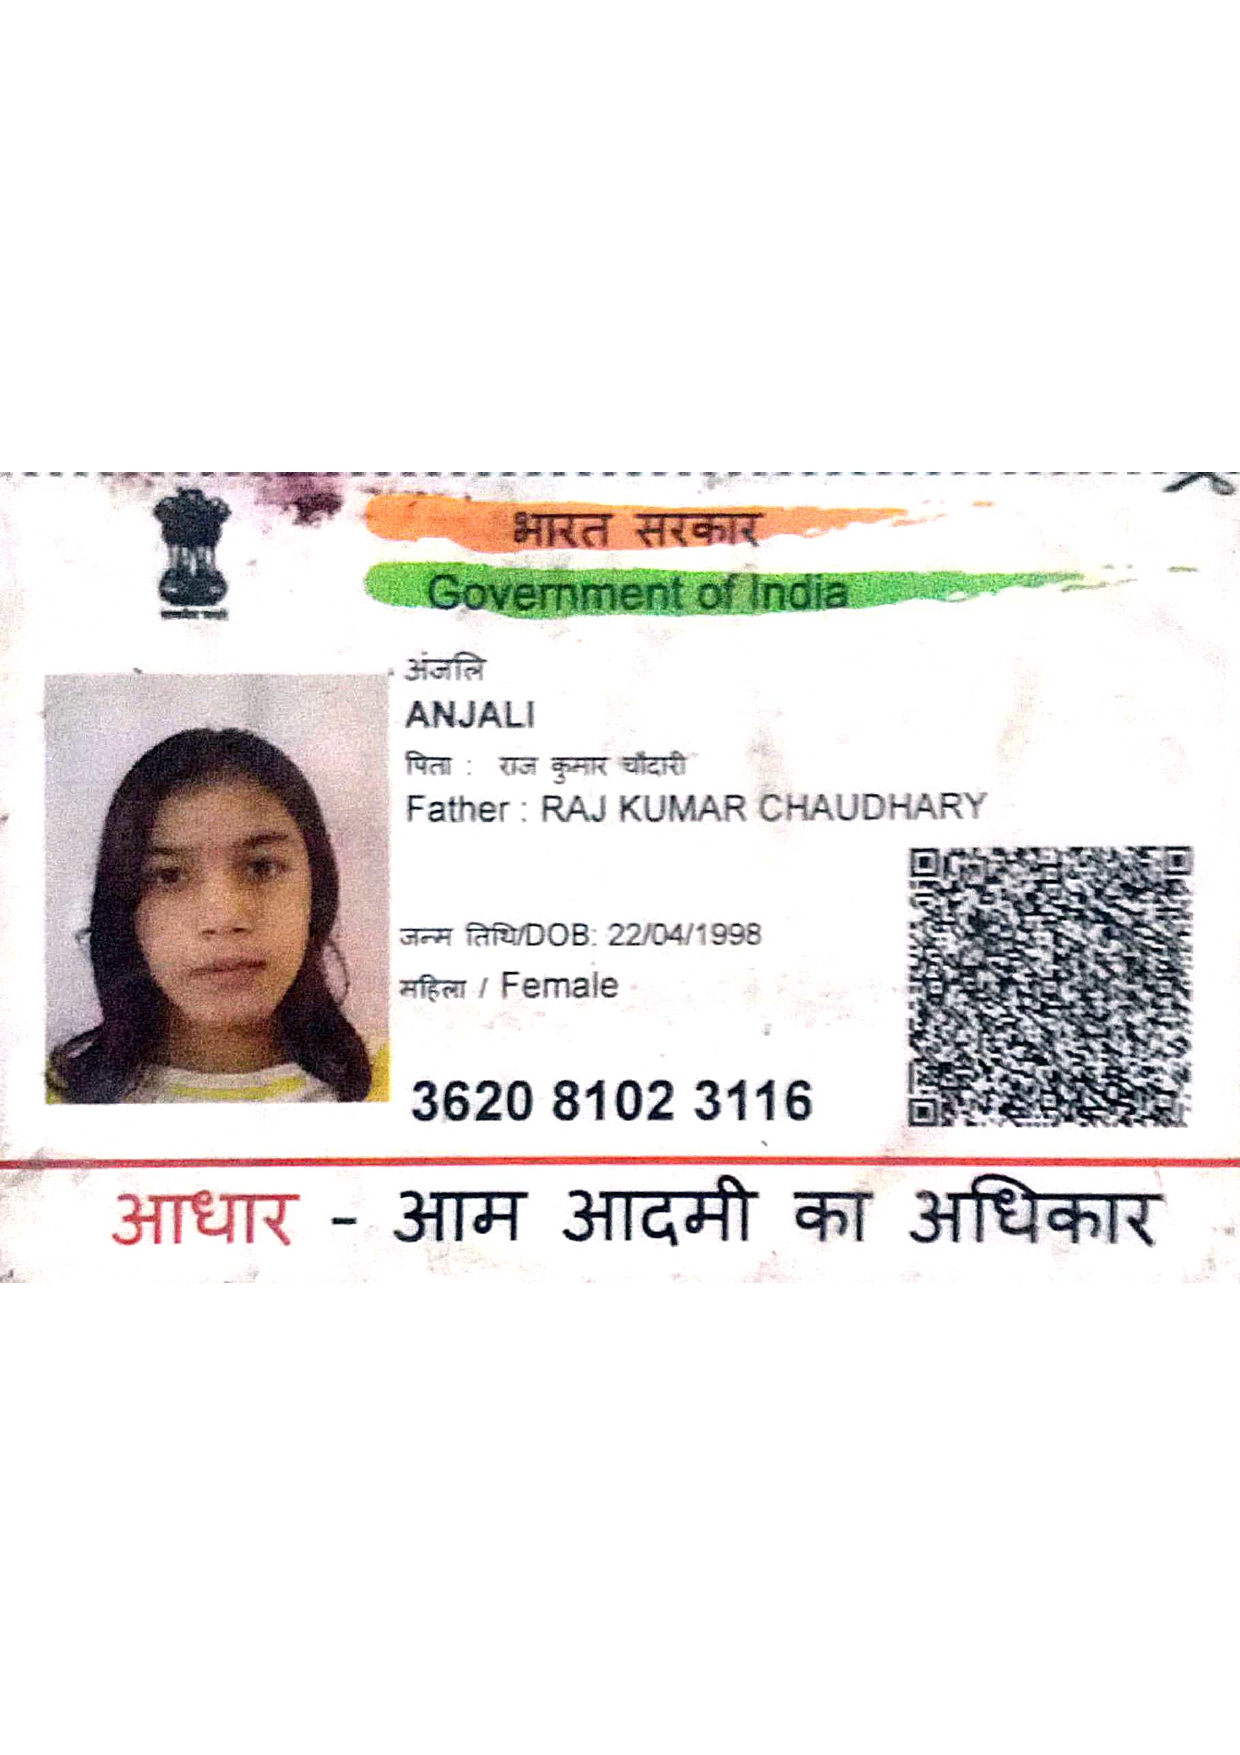 भारत सरकार
Government of India
अंजलि
ANJALI
पिता : राज कुमार चौदारी
Father : RAJ KUMAR CHAUDHARY
जन्म तिथि/DOB: 22/04/1998
महिला / Female
3620 8102 3116
आधार - आम आदमी का अधिकार